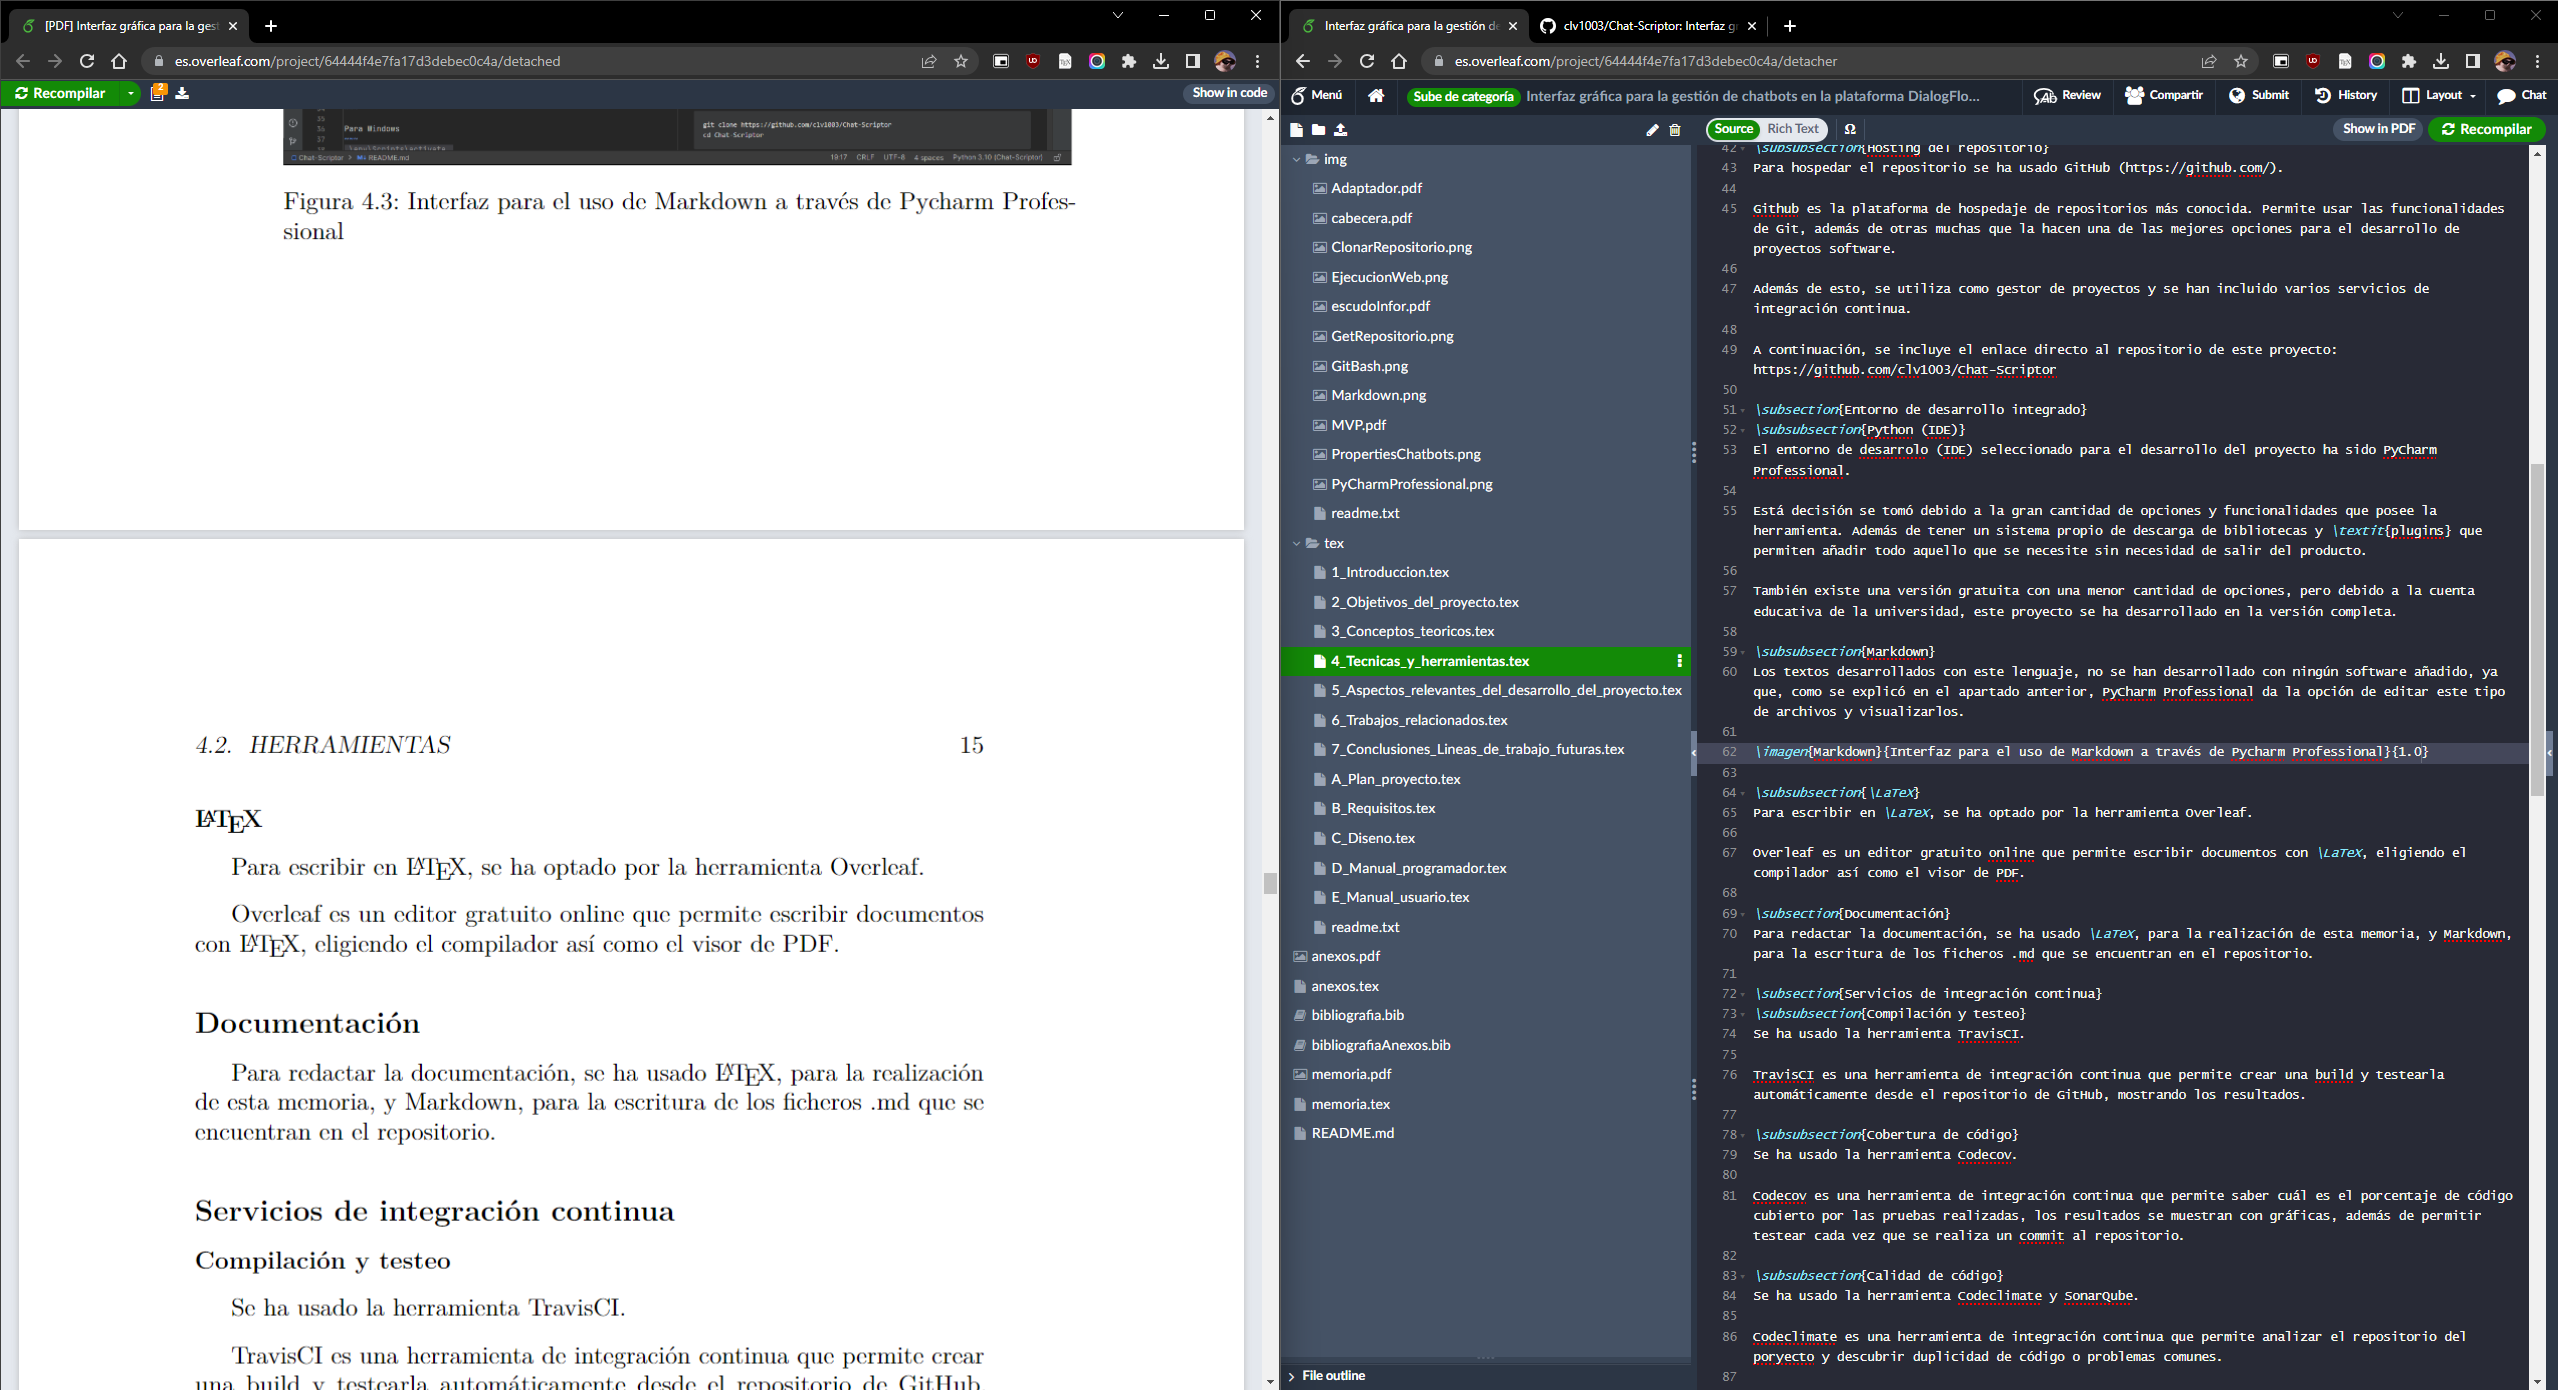 [PDF] Interfaz gráfica para la gest
es.overleaf.com/project/64444f4e7fa17d3debec0c4a/detached
Recompilar
2
Show in code
35
36
37
Para Windows
git clone https://github.com/clv1003/Chat-Scriptor
cd Chat-Scriptor
Chat-Scriptor > README.md
19:17 CRLF UTF-8 4 spaces Python 3.10 (Chat-Scriptor)
Figura 4.3: Interfaz para el uso de Markdown a través de Pycharm Profes-
sional
4.2. HERRAMIENTAS 15
LATEX
Para escribir en LATEX, se ha optado por la herramienta Overleaf.
Overleaf es un editor gratuito online que permite escribir documentos
con LATEX, eligiendo el compilador así como el visor de PDF.
Documentación
Para redactar la documentación, se ha usado LATEX, para la realización
de esta memoria, y Markdown, para la escritura de los ficheros .md que se
encuentran en el repositorio.
Servicios de integración continua
Compilación y testeo
Se ha usado la herramienta TravisCI.
TravisCI es una herramienta de integración continua que permite crear
una build y testearla automáticamente desde el repositorio de GitHub,
Interfaz gráfica para la gestión de
clv1003/Chat-Scriptor: Interfaz g
es.overleaf.com/project/64444f4e7fa17d3debec0c4a/detacher
Menú
Sube de categoría
Interfaz gráfica para la gestión de chatbots en la plataforma DialogFlo...
Review
Compartir
Submit
History
Layout
Chat
Source
Rich Text
Ω
Show in PDF
Recompilar
img
Adaptador.pdf
cabecera.pdf
ClonarRepositorio.png
EjecucionWeb.png
escudoInfor.pdf
GetRepositorio.png
GitBash.png
Markdown.png
MVP.pdf
PropertiesChatbots.png
PyCharmProfessional.png
readme.txt
tex
1_Introduccion.tex
2_Objetivos_del_proyecto.tex
3_Conceptos_teoricos.tex
4_Tecnicas_y_herramientas.tex
5_Aspectos_relevantes_del_desarrollo_del_proyecto.tex
6_Trabajos_relacionados.tex
7_Conclusiones_Lineas_de_trabajo_futuras.tex
A_Plan_proyecto.tex
B_Requisitos.tex
C_Diseno.tex
D_Manual_programador.tex
E_Manual_usuario.tex
readme.txt
anexos.pdf
anexos.tex
bibliografia.bib
bibliografiaAnexos.bib
memoria.pdf
memoria.tex
README.md
File outline
42 \subsubsection{Hosting del repositorio}
43 Para hospedar el repositorio se ha usado GitHub (https://github.com/).
44
45 Github es la plataforma de hospedaje de repositorios más conocida. Permite usar las funcionalidades
de Git, además de otras muchas que la hacen una de las mejores opciones para el desarrollo de
proyectos software.
46
47 Además de esto, se utiliza como gestor de proyectos y se han incluido varios servicios de
integración continua.
48
49 A continuación, se incluye el enlace directo al repositorio de este proyecto:
https://github.com/clv1003/Chat-Scriptor
50
51 \subsection{Entorno de desarrollo integrado}
52 \subsubsection{Python (IDE)}
53 El entorno de desarrolo (IDE) seleccionado para el desarrollo del proyecto ha sido PyCharm
Professional.
54
55 Está decisión se tomó debido a la gran cantidad de opciones y funcionalidades que posee la
herramienta. Además de tener un sistema propio de descarga de bibliotecas y \textit{plugins} que
permiten añadir todo aquello que se necesite sin necesidad de salir del producto.
56
57 También existe una versión gratuita con una menor cantidad de opciones, pero debido a la cuenta
educativa de la universidad, este proyecto se ha desarrollado en la versión completa.
58
59 \subsubsection{Markdown}
60 Los textos desarrollados con este lenguaje, no se han desarrollado con ningún software añadido, ya
que, como se explicó en el apartado anterior, PyCharm Professional da la opción de editar este tipo
de archivos y visualizarlos.
61
62 \imagen{Markdown}{Interfaz para el uso de Markdown a través de Pycharm Professional}{1.0}
63
64 \subsubsection{\LaTeX}
65 Para escribir en \LaTeX, se ha optado por la herramienta Overleaf.
66
67 Overleaf es un editor gratuito online que permite escribir documentos con \LaTeX, eligiendo el
compilador así como el visor de PDF.
68
69 \subsection{Documentación}
70 Para redactar la documentación, se ha usado \LaTeX, para la realización de esta memoria, y Markdown,
para la escritura de los ficheros .md que se encuentran en el repositorio.
71
72 \subsection{Servicios de integración continua}
73 \subsubsection{Compilación y testeo}
74 Se ha usado la herramienta TravisCI.
75
76 TravisCI es una herramienta de integración continua que permite crear una build y testearla
automáticamente desde el repositorio de GitHub, mostrando los resultados.
77
78 \subsubsection{Cobertura de código}
79 Se ha usado la herramienta Codecov.
80
81 Codecov es una herramienta de integración continua que permite saber cuál es el porcentaje de código
cubierto por las pruebas realizadas, los resultados se muestran con gráficas, además de permitir
testear cada vez que se realiza un commit al repositorio.
82
83 \subsubsection{Calidad de código}
84 Se ha usado la herramienta Codeclimate y SonarQube.
85
86 Codeclimate es una herramienta de integración continua que permite analizar el repositorio del
poryecto y descubrir duplicidad de código o problemas comunes.
87